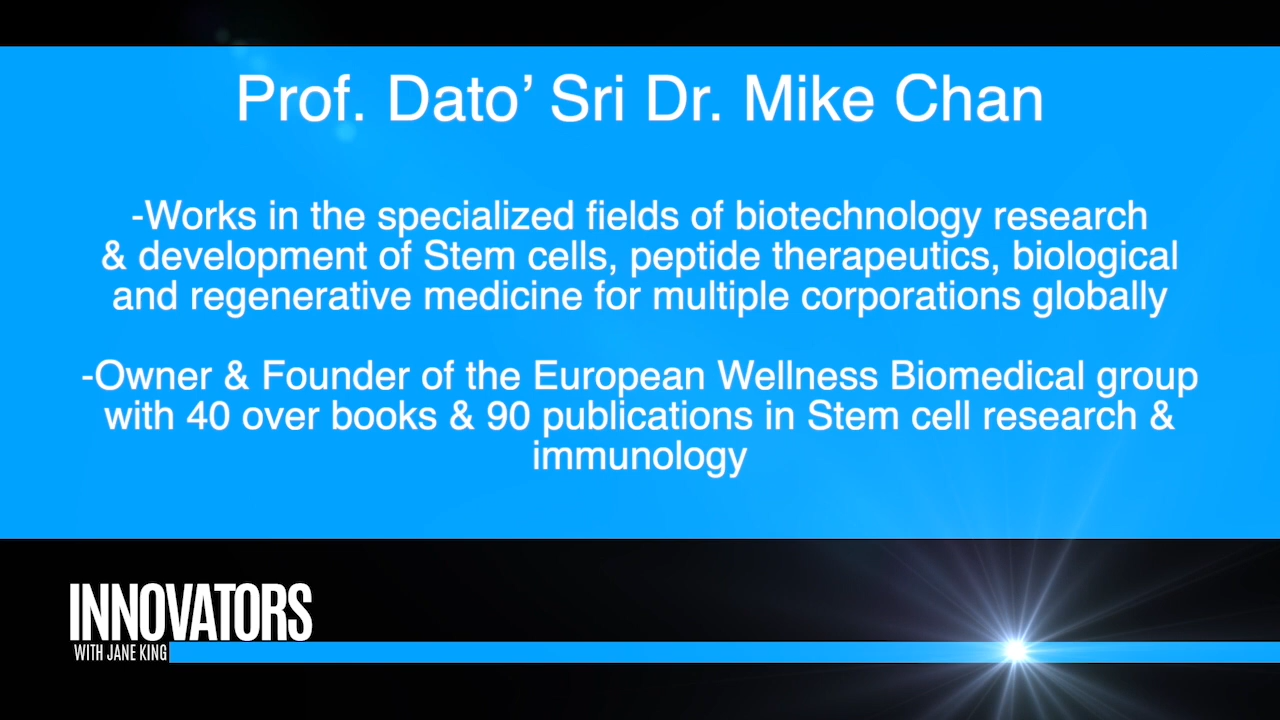 Prof. Dato’ Sri Dr. Mike Chan
-Works in the specialized fields of biotechnology research
& development of Stem cells, peptide therapeutics, biological
and regenerative medicine for multiple corporations globally
-Owner & Founder of the European Wellness Biomedical group
with 40 over books & 90 publications in Stem cell research &
immunology
INNOVATORS
WITH JANE KING